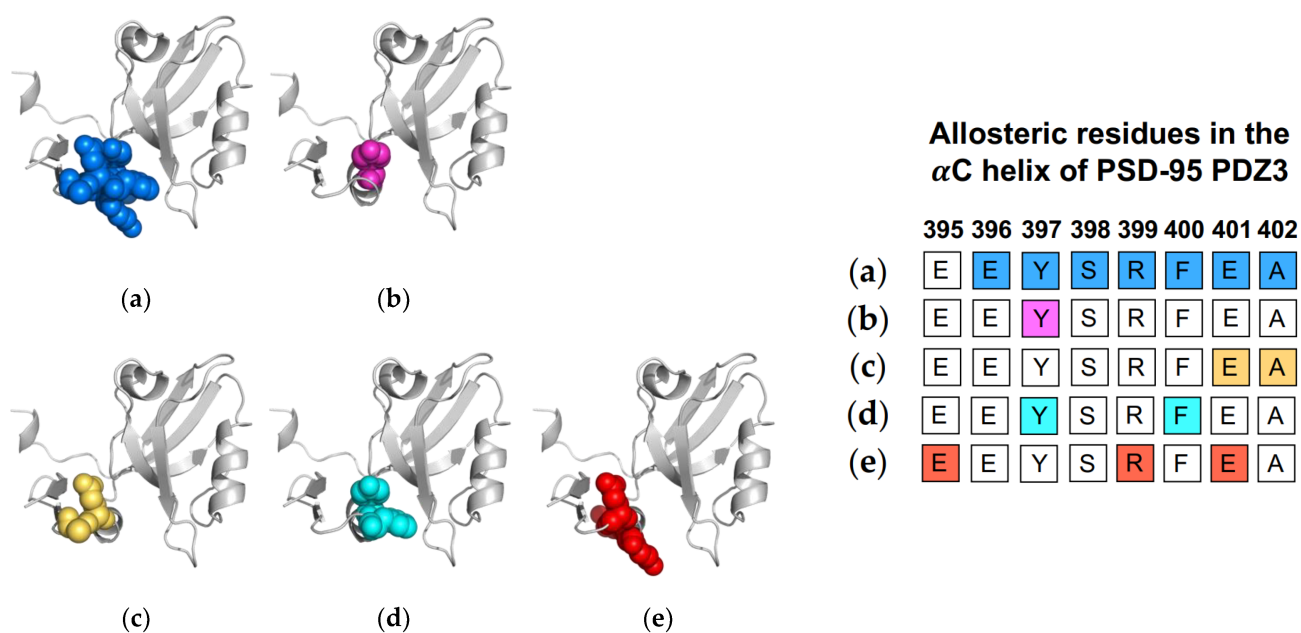 (a)
(b)
(c)
(d)
(e)
Allosteric residues in the
αC helix of PSD-95 PDZ3
395 396 397 398 399 400 401 402
(a) E E Y S R F E A
(b) E E Y S R F E A
(c) E E Y S R F E A
(d) E E Y S R F E A
(e) E E Y S R F E A